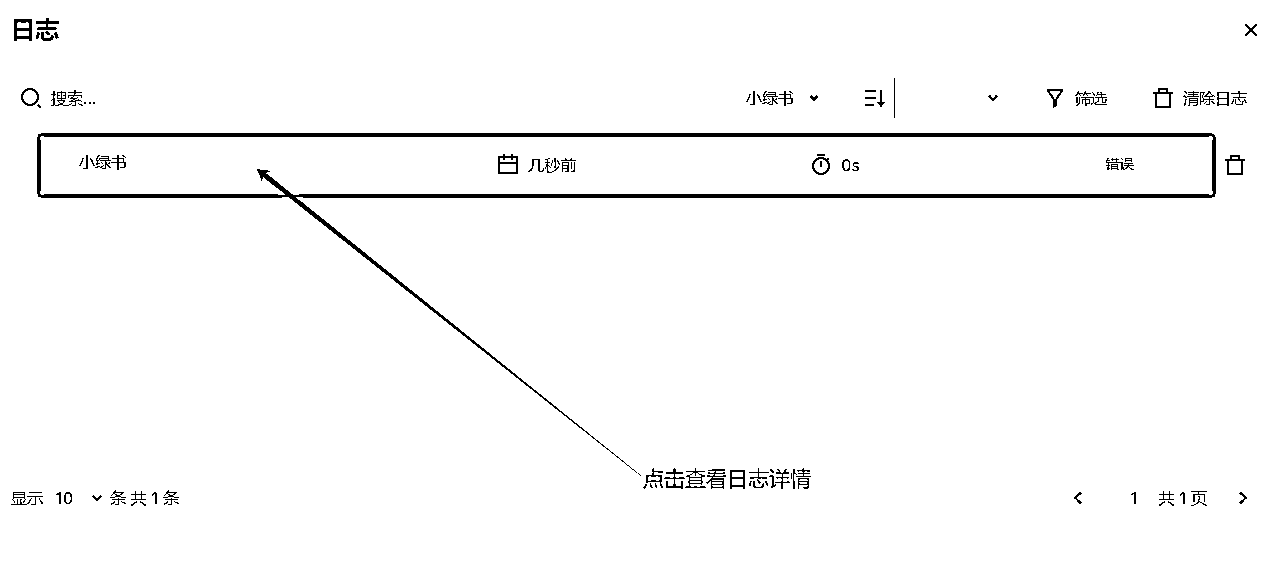 日志
搜索... 小绿书 筛选 清除日志
小绿书 几秒前 0s 错误
点击查看日志详情
显示 10 条 共 1 条 1 共 1 页